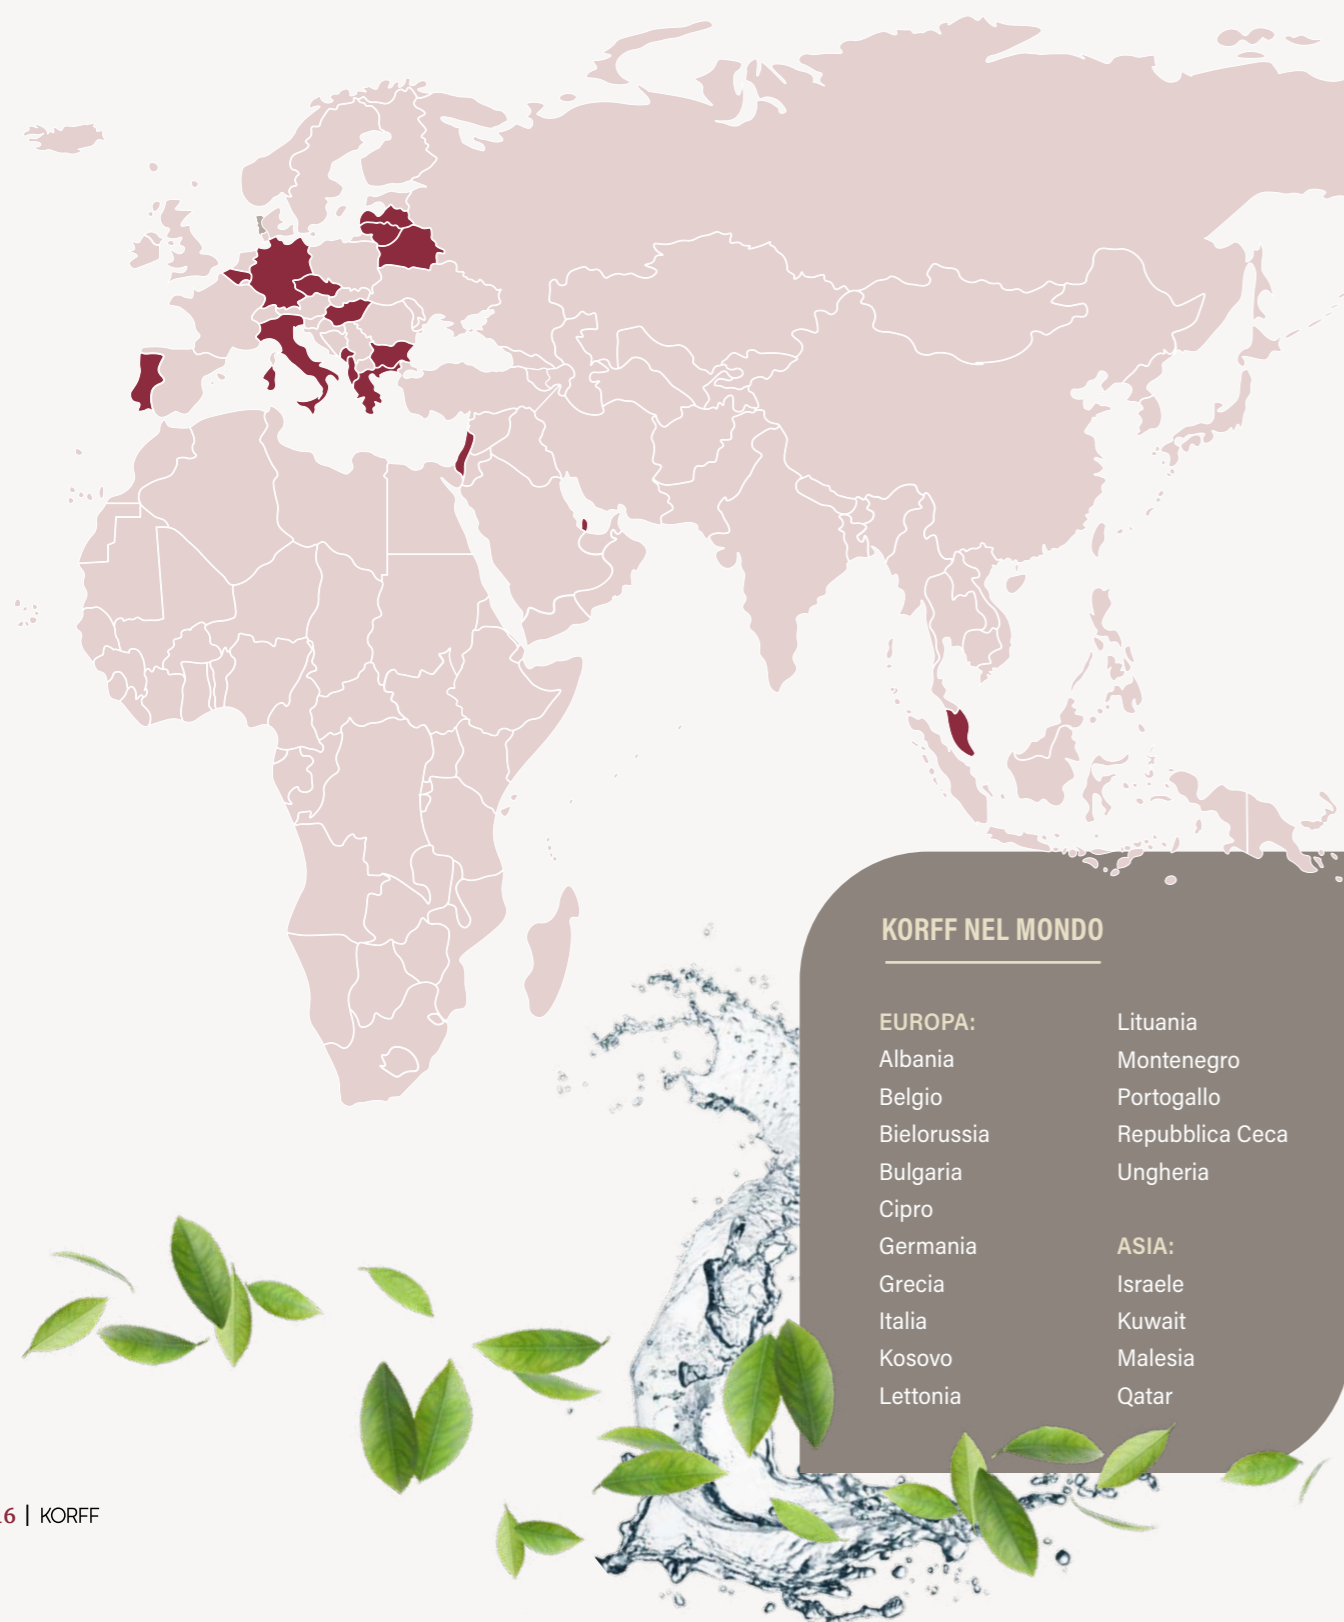 KORFF NEL MONDO
EUROPA:
Albania
Belgio
Bielorussia
Bulgaria
Cipro
Germania
Grecia
Italia
Kosovo
Lettonia
Lituania
Montenegro
Portogallo
Repubblica Ceca
Ungheria
ASIA:
Israele
Kuwait
Malesia
Qatar
6 | KORFF